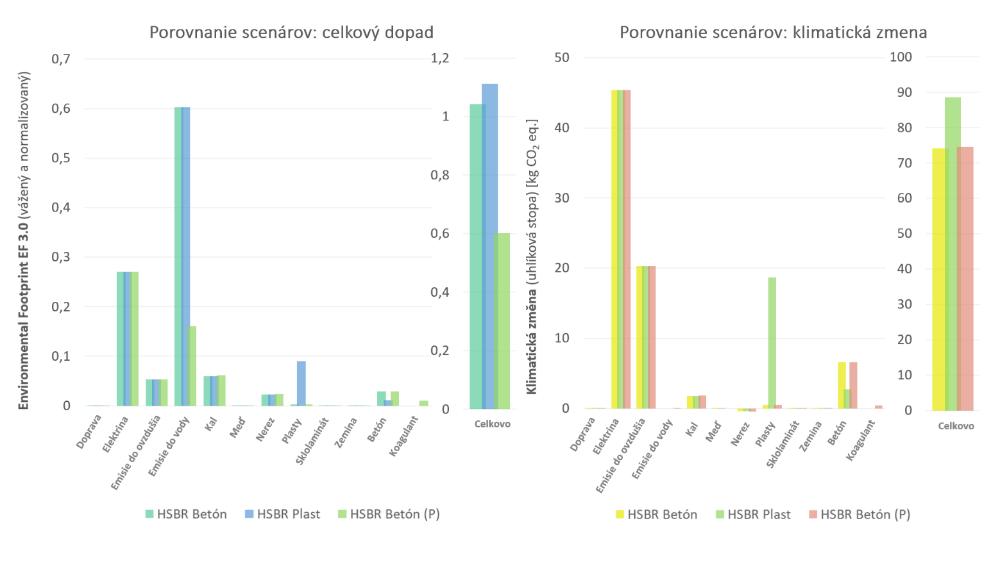 Porovnanie scenárov: celkový dopad
Environmental Footprint EF 3.0 (vážený a normalizovaný)
0,7
0,6
0,5
0,4
0,3
0,2
0,1
0
Doprava
Elektrina
Emisie do ovzdušia
Emisie do vody
Kal
Meď
Nerez
Plasty
Sklolaminát
Zemina
Betón
Koagulant
1,2
1
0,8
0,6
0,4
0,2
0
Celkovo
HSBR Betón
HSBR Plast
HSBR Betón (P)
Porovnanie scenárov: klimatická zmena
Klimatická změna (uhlíková stopa) [kg CO₂ eq.]
50
40
30
20
10
0
Doprava
Elektrina
Emisie do ovzdušia
Emisie do vody
Kal
Meď
Nerez
Plasty
Sklolaminát
Zemina
Betón
Koagulant
100
90
80
70
60
50
40
30
20
10
0
Celkovo
HSBR Betón
HSBR Plast
HSBR Betón (P)